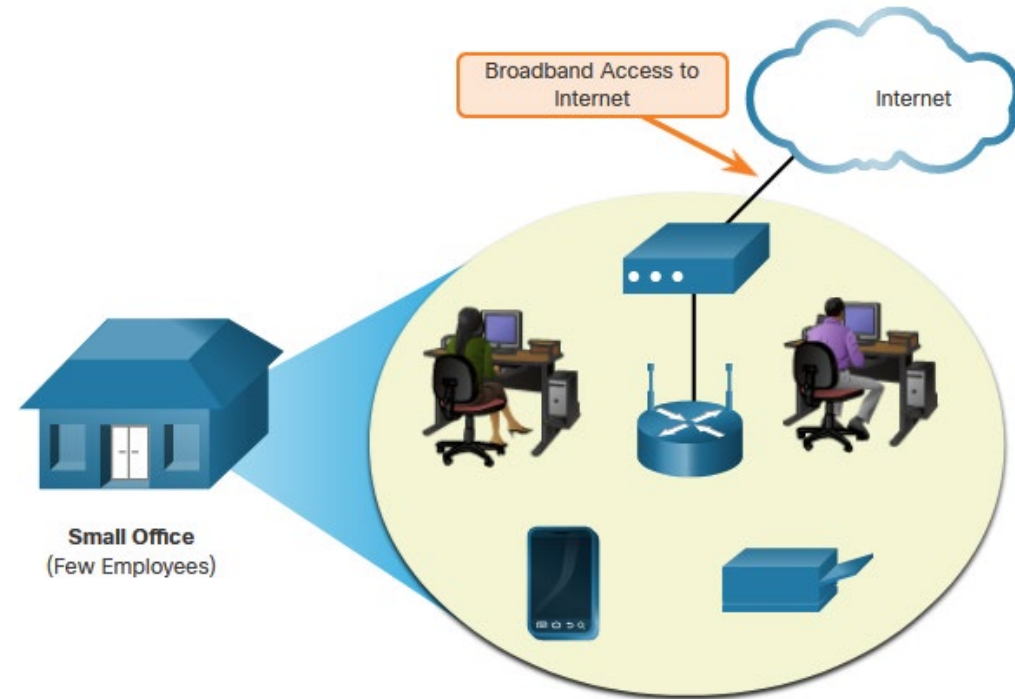 Broadband Access to
Internet
Internet
Small Office
(Few Employees)